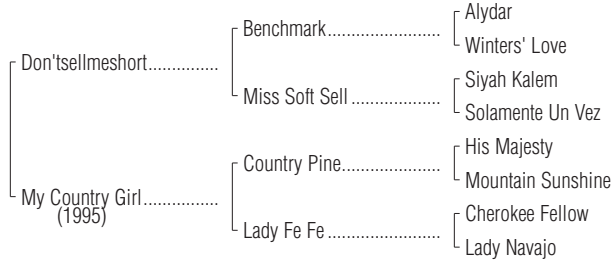 Alydar
Benchmark...................
Winters' Love
Don'tsellmeshort...............
Siyah Kalem
Miss Soft Sell ...................
Solamente Un Vez
His Majesty
Country Pine.................
Mountain Sunshine
My Country Girl................
(1995)
Cherokee Fellow
Lady Fe Fe ......................
Lady Navajo